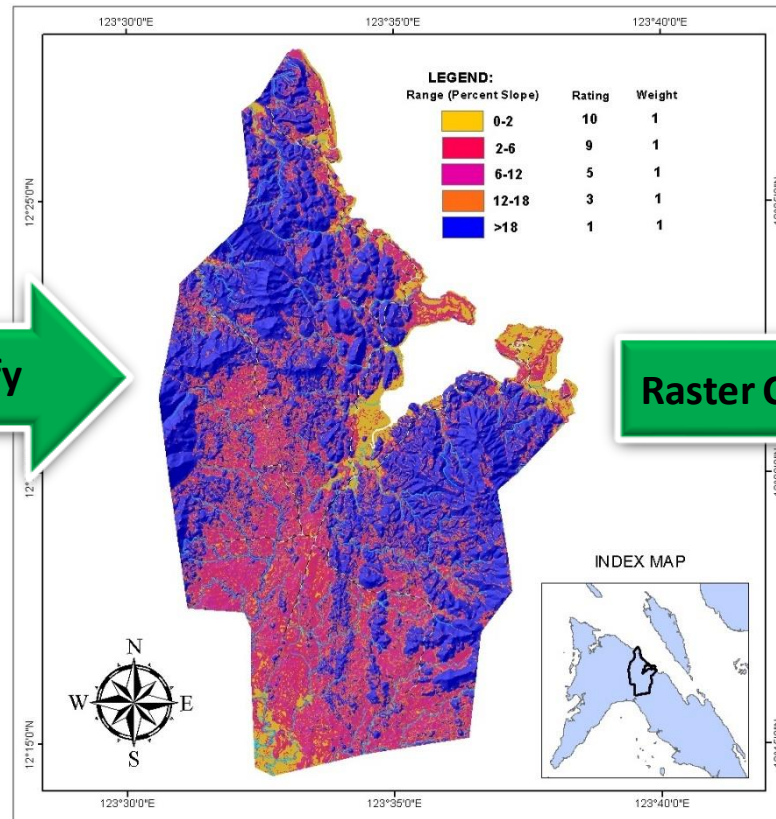 123°30'0"E 123°35'0"E 123°40'0"E
LEGEND:
Range (Percent Slope) Rating Weight
0-2 10 1
2-6 9 1
6-12 5 1
12-18 3 1
>18 1 1
12°25'0"N
Raster
INDEX MAP
N
W E
S
12°15'0"N
123°30'0"E 123°35'0"E 123°40'0"E